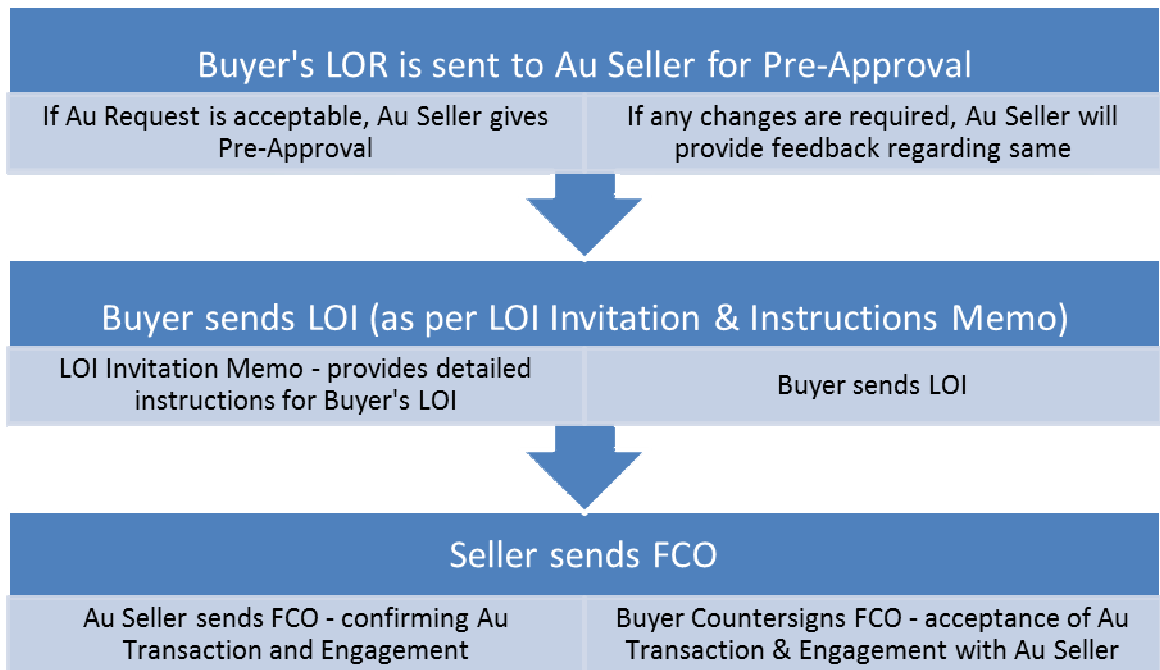 Buyer's LOR is sent to Au Seller for Pre-Approval
If Au Request is acceptable, Au Seller gives
Pre-Approval
If any changes are required, Au Seller will
provide feedback regarding same
Buyer sends LOI (as per LOI Invitation & Instructions Memo)
LOI Invitation Memo - provides detailed
instructions for Buyer's LOI
Buyer sends LOI
Seller sends FCO
Au Seller sends FCO - confirming Au
Transaction and Engagement
Buyer Countersigns FCO - acceptance of Au
Transaction & Engagement with Au Seller